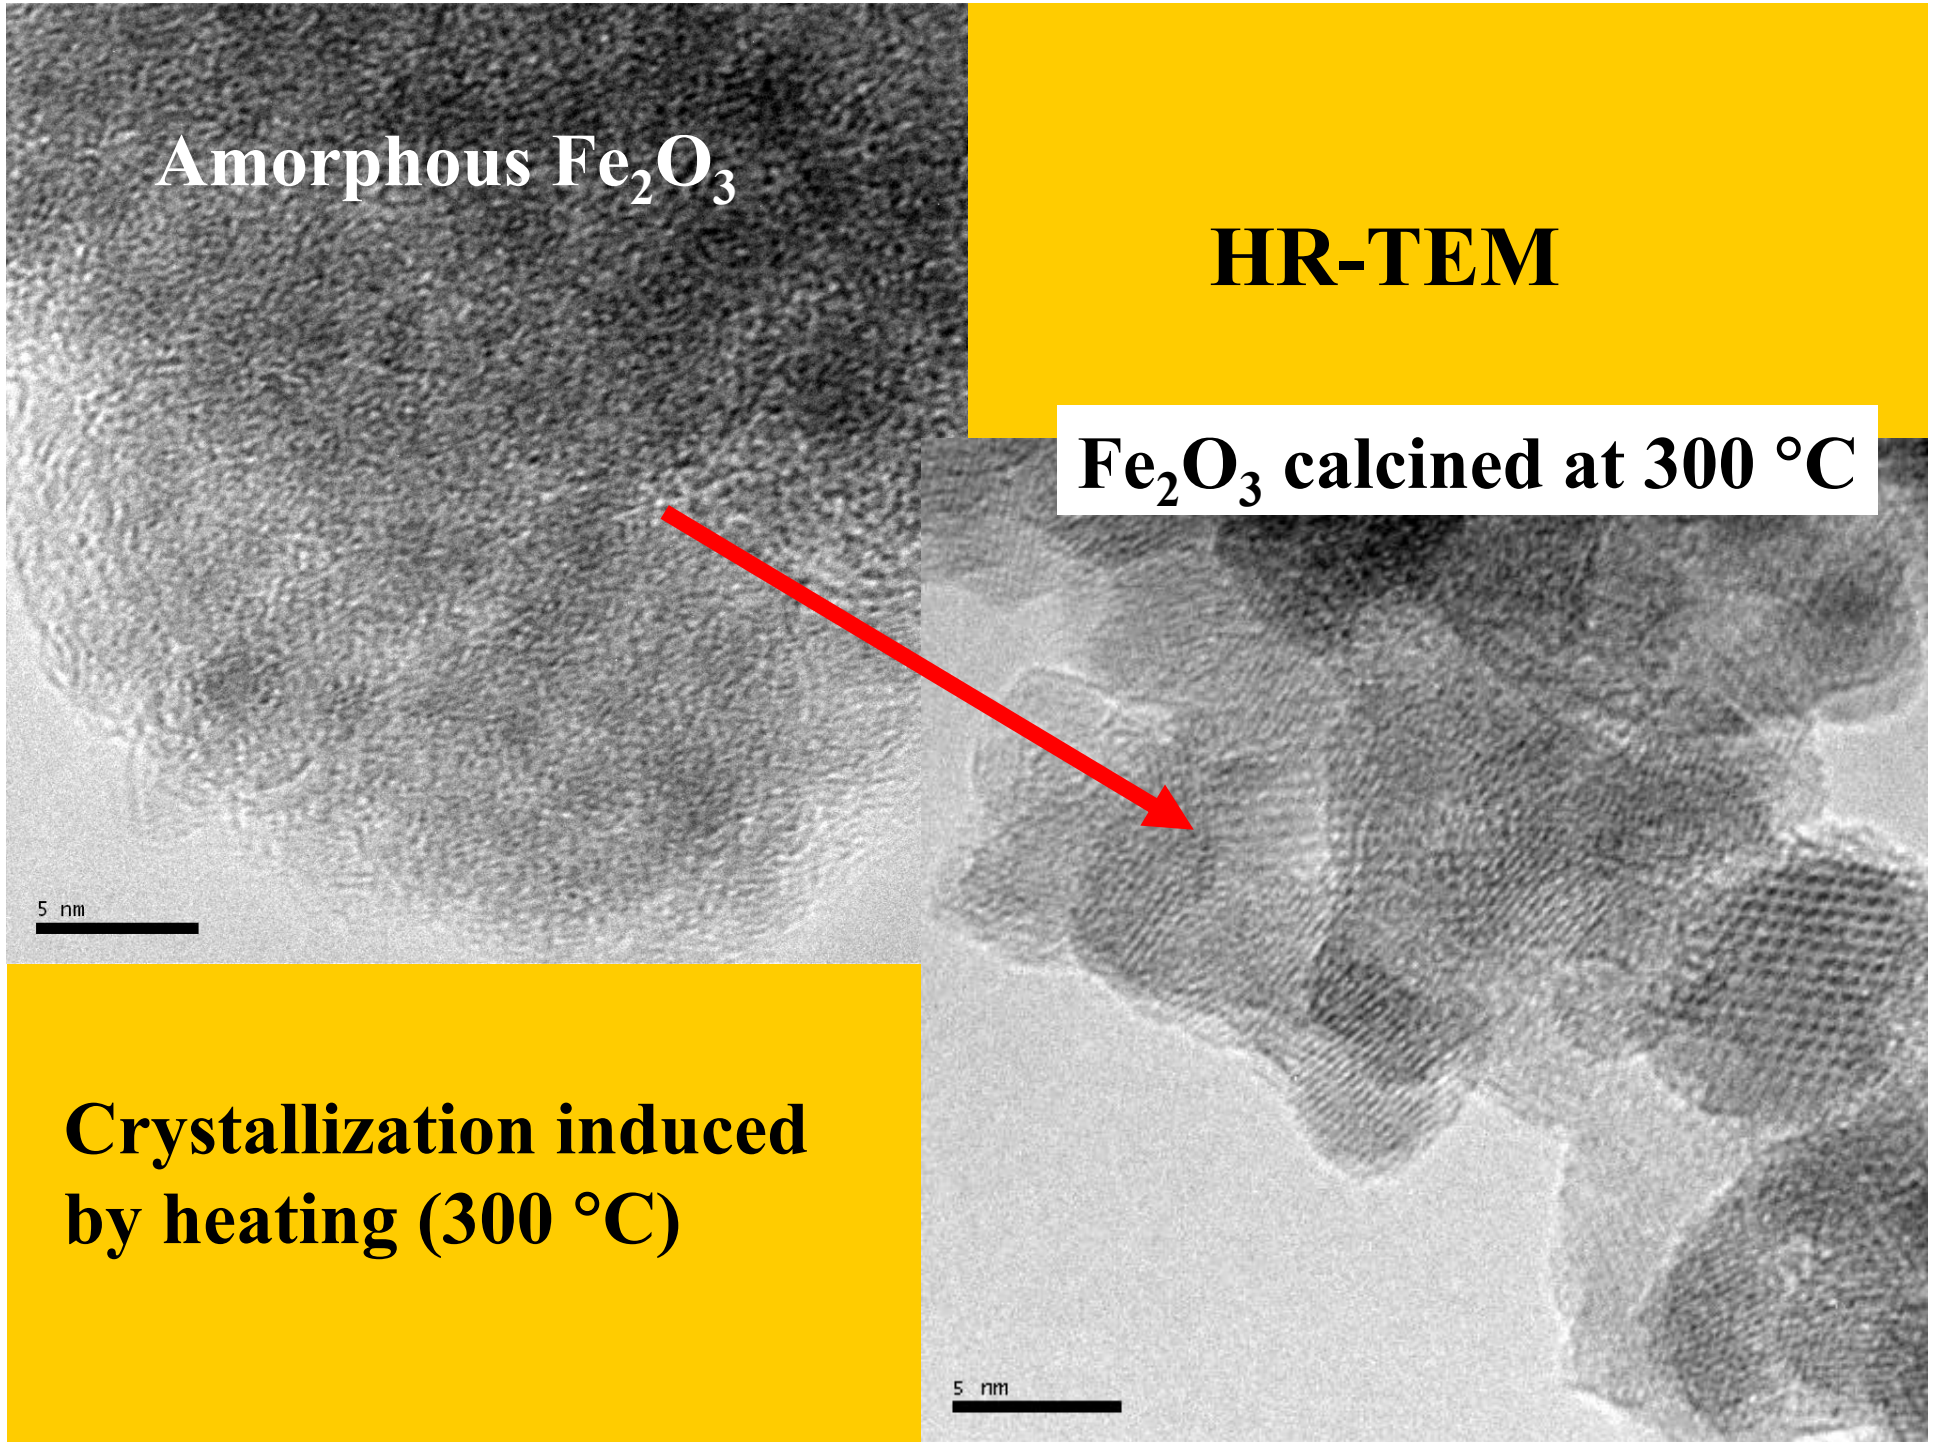 Amorphous Fe₂O₃
HR-TEM
Fe₂O₃ calcined at 300 °C
5 nm
Crystallization induced
by heating (300 °C)
5 nm